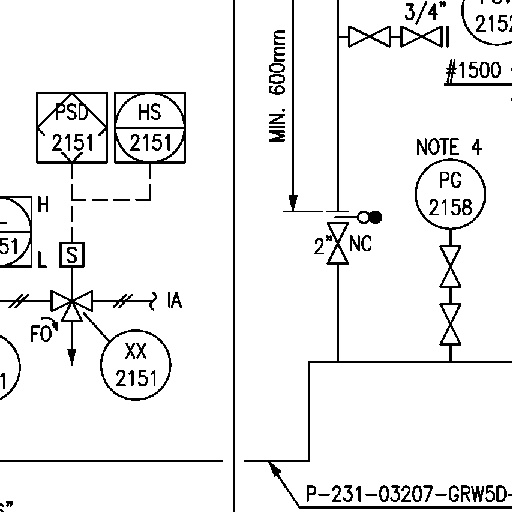 3/4"
2152
#1500
MIN. 600mm
PSD
2151
HS
2151
NOTE 4
PG
2158
H
51
L
S
2"
NC
IA
FO
XX
2151
1
P-231-03207-GRW5D-